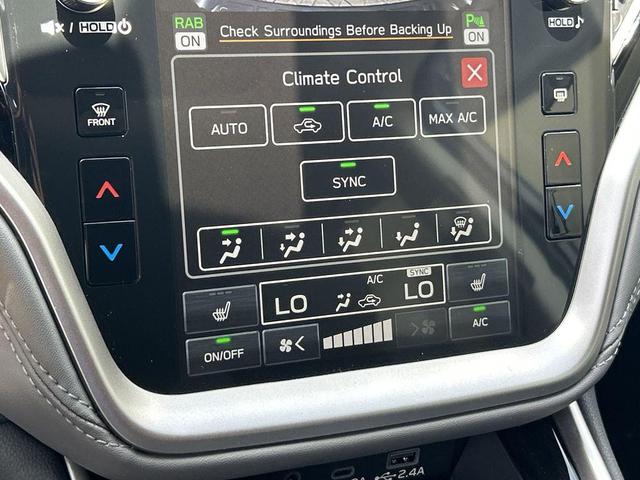 RAB
ON
Check Surroundings Before Backing Up
ON
HOLD
HOLD
Climate Control
AUTO
A/C
MAX A/C
FRONT
SYNC
A/C
SYNC
LO
LO
ON/OFF
A/C
2.4A